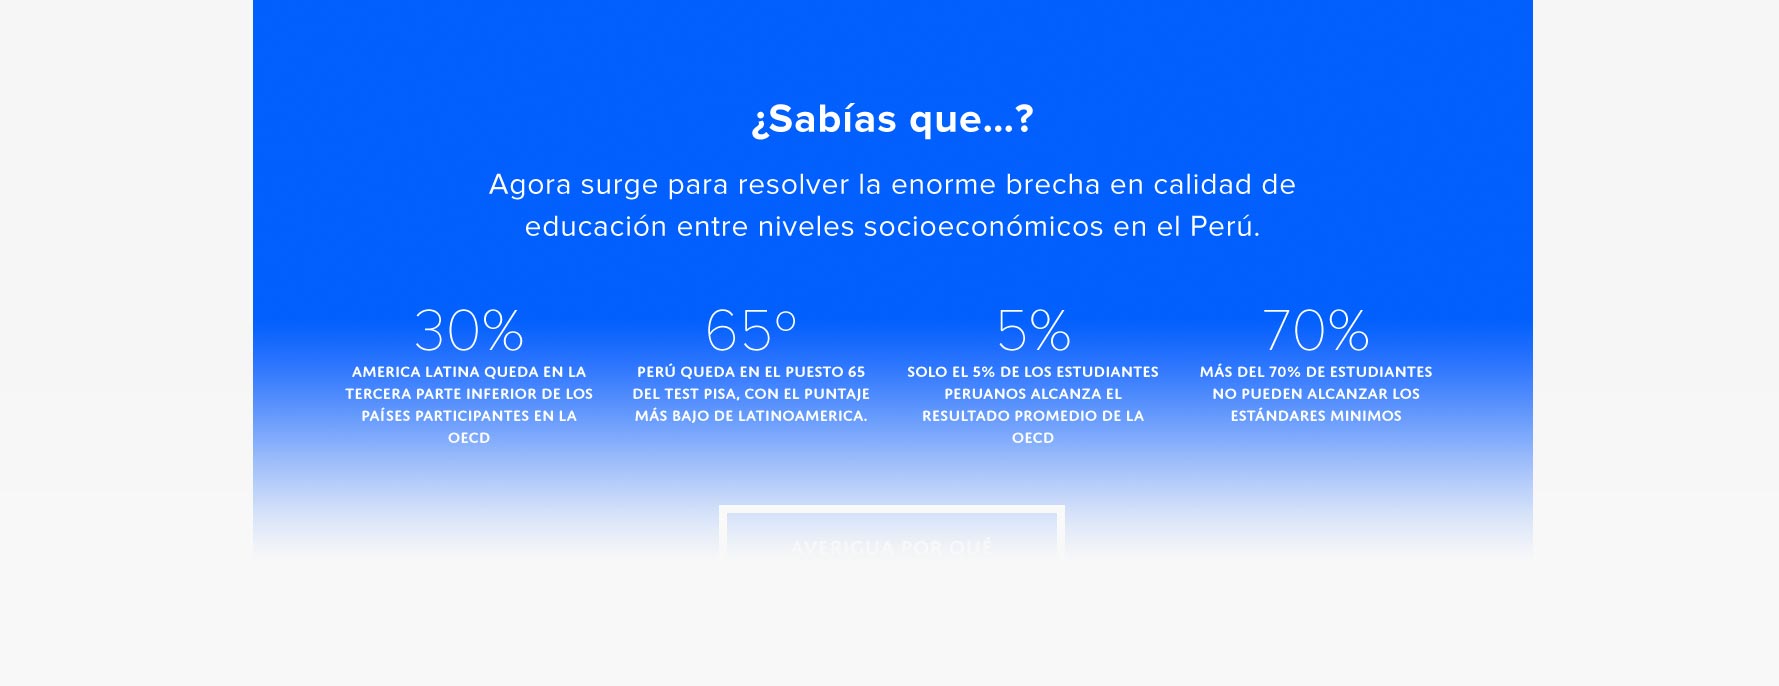 ¿Sabías que...?
Agora surge para resolver la enorme brecha en calidad de
educación entre niveles socioeconómicos en el Perú.
30%
AMERICA LATINA QUEDA EN LA
TERCERA PARTE INFERIOR DE LOS
PAÍSES PARTICIPANTES EN LA
OECD
65º
PERÚ QUEDA EN EL PUESTO 65
DEL TEST PISA, CON EL PUNTAJE
MÁS BAJO DE LATINOAMERICA.
5%
SOLO EL 5% DE LOS ESTUDIANTES
PERUANOS ALCANZA EL
RESULTADO PROMEDIO DE LA
OECD
70%
MÁS DEL 70% DE ESTUDIANTES
NO PUEDEN ALCANZAR LOS
ESTÁNDARES MINIMOS
AVERIGUA POR QUÉ